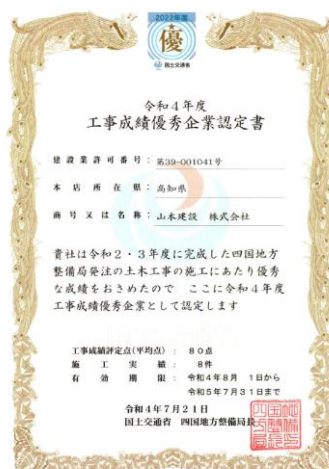 2022年度
優
国土交通省
令和4年度
工事成績優秀企業認定書
建設業許可番号：第39-001041号
本店所在県：高知県
商号又は名称：山本建設　株式会社
貴社は令和2・3年度に完成した四国地方
整備局発注の土木工事の施工にあたり優秀
な成績をおさめたので　ここに令和4年度
工事成績優秀企業として認定します
工事成績評定点(平均点)：80点
施工実績：8件
有効期限：令和4年8月 1日から
令和5年7月31日まで
令和4年7月21日
国土交通省　四国地方整備局長